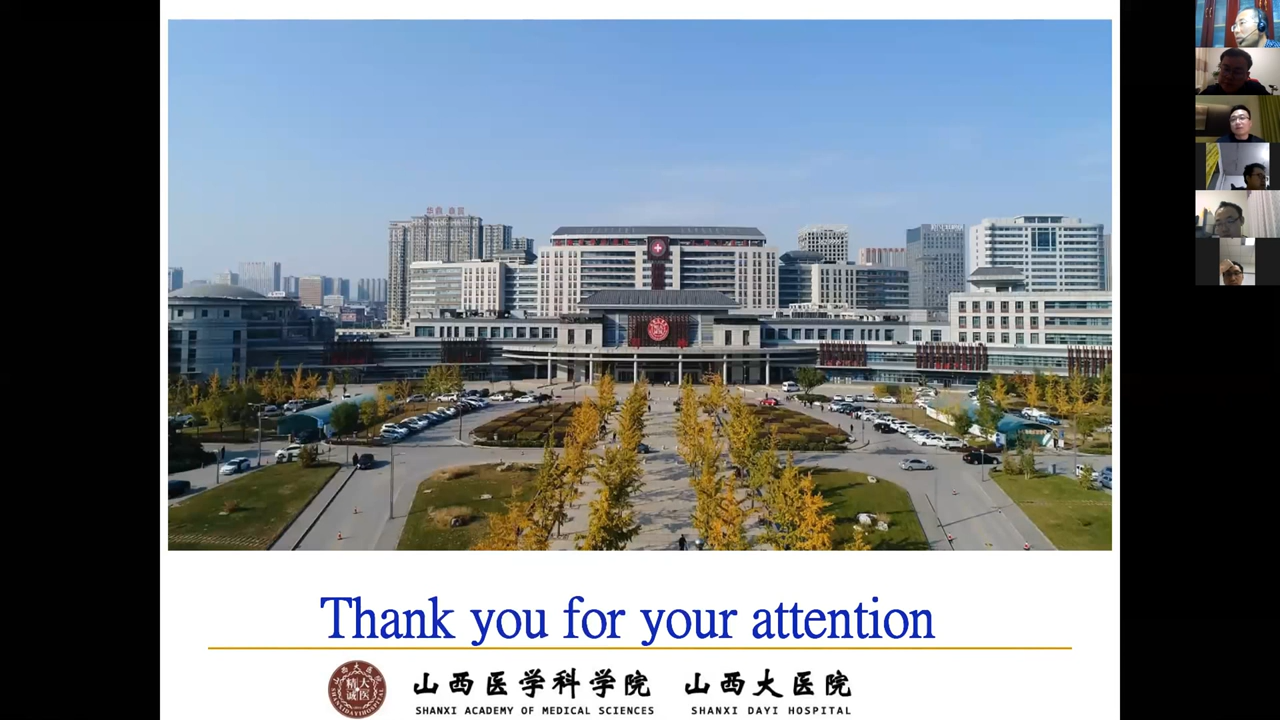 Thank you for your attention
山西医学科学院 山西大医院
SHANXI ACADEMY OF MEDICAL SCIENCES SHANXI DAYI HOSPITAL